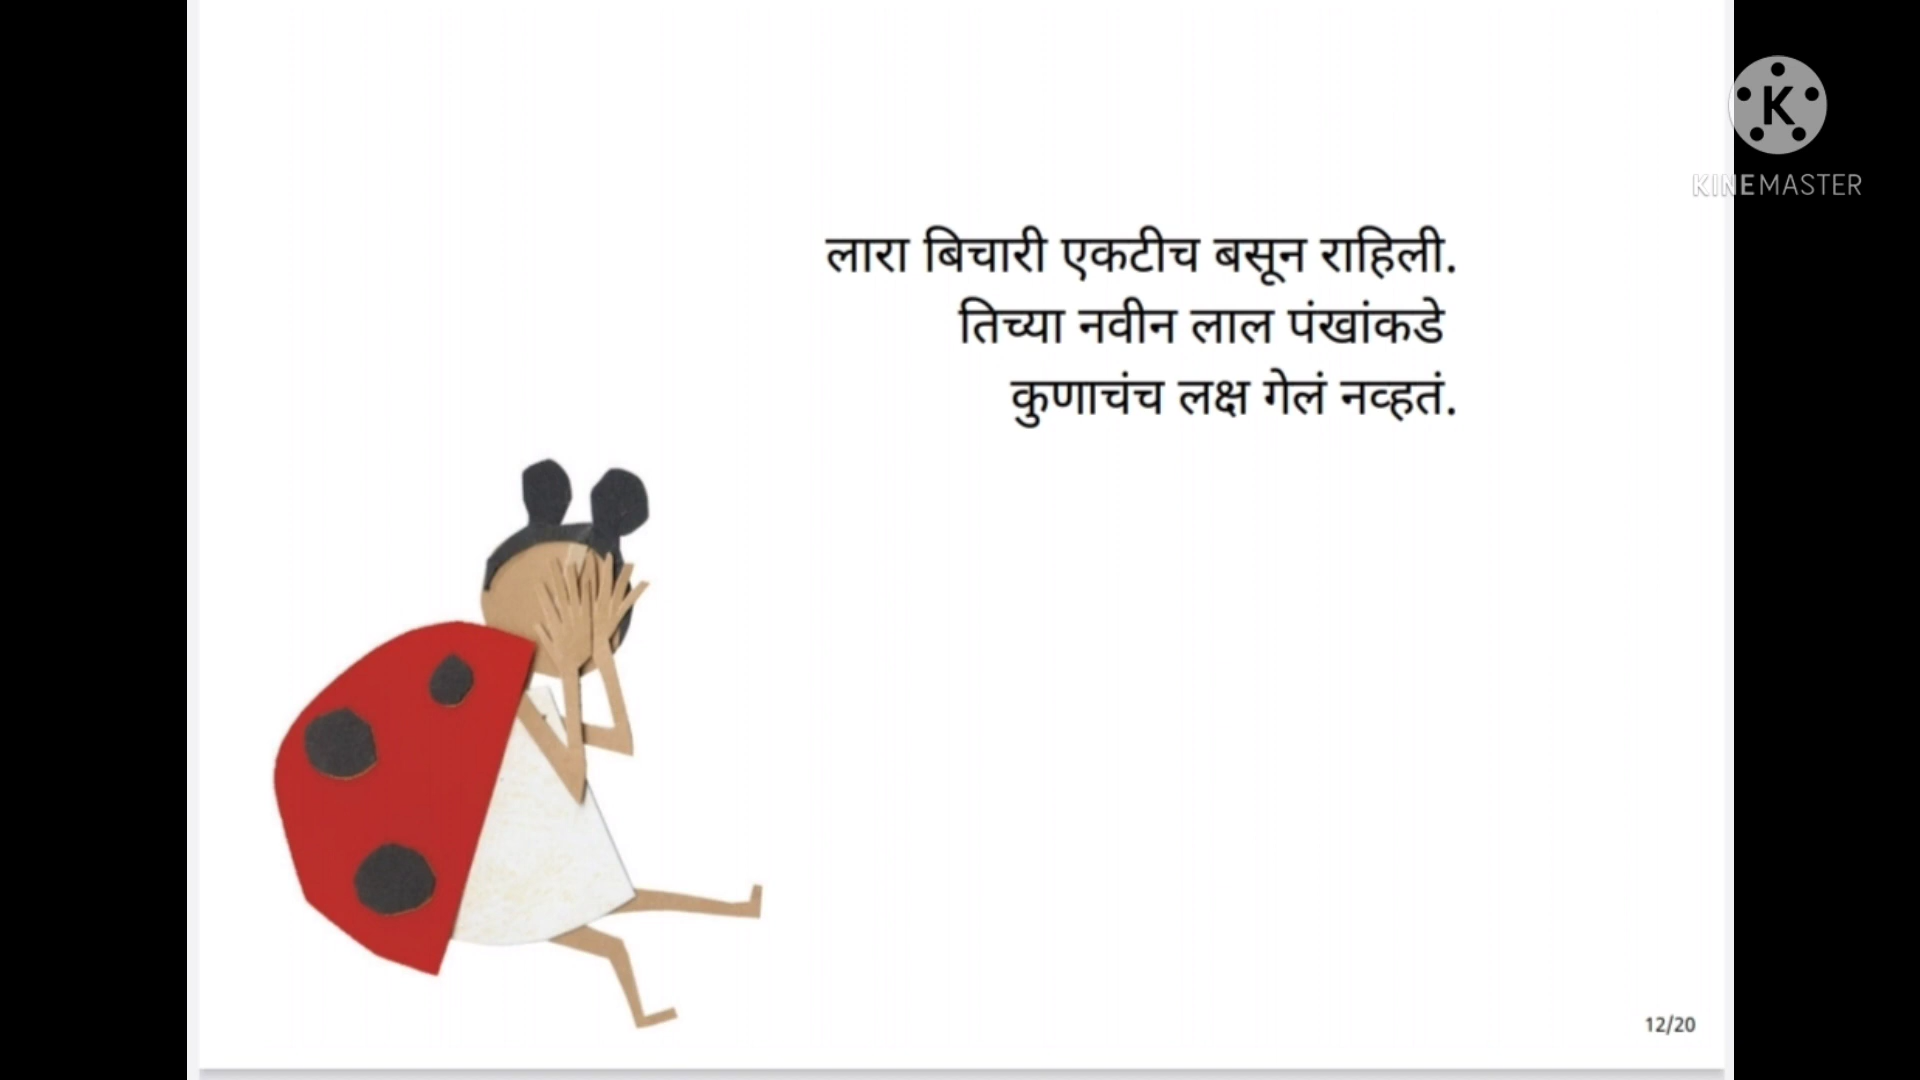 K
KINEMASTER
लारा बिचारी एकटीच बसून राहिली.
तिच्या नवीन लाल पंखांकडे
कुणाचंच लक्ष गेलं नव्हतं.
12/20